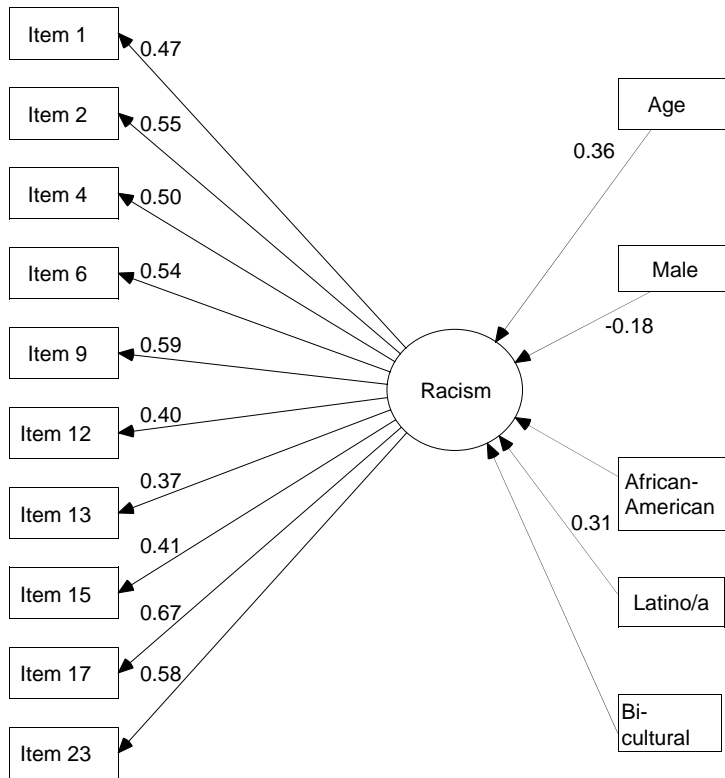 Item 1
0.47
Item 2
0.55
Item 4
0.50
Item 6
0.54
Item 9
0.59
Item 12
0.40
Item 13
0.37
Item 15
0.41
Item 17
0.67
Item 23
0.58
Racism
Age
0.36
Male
-0.18
African-
American
0.31
Latino/a
Bi-
cultural